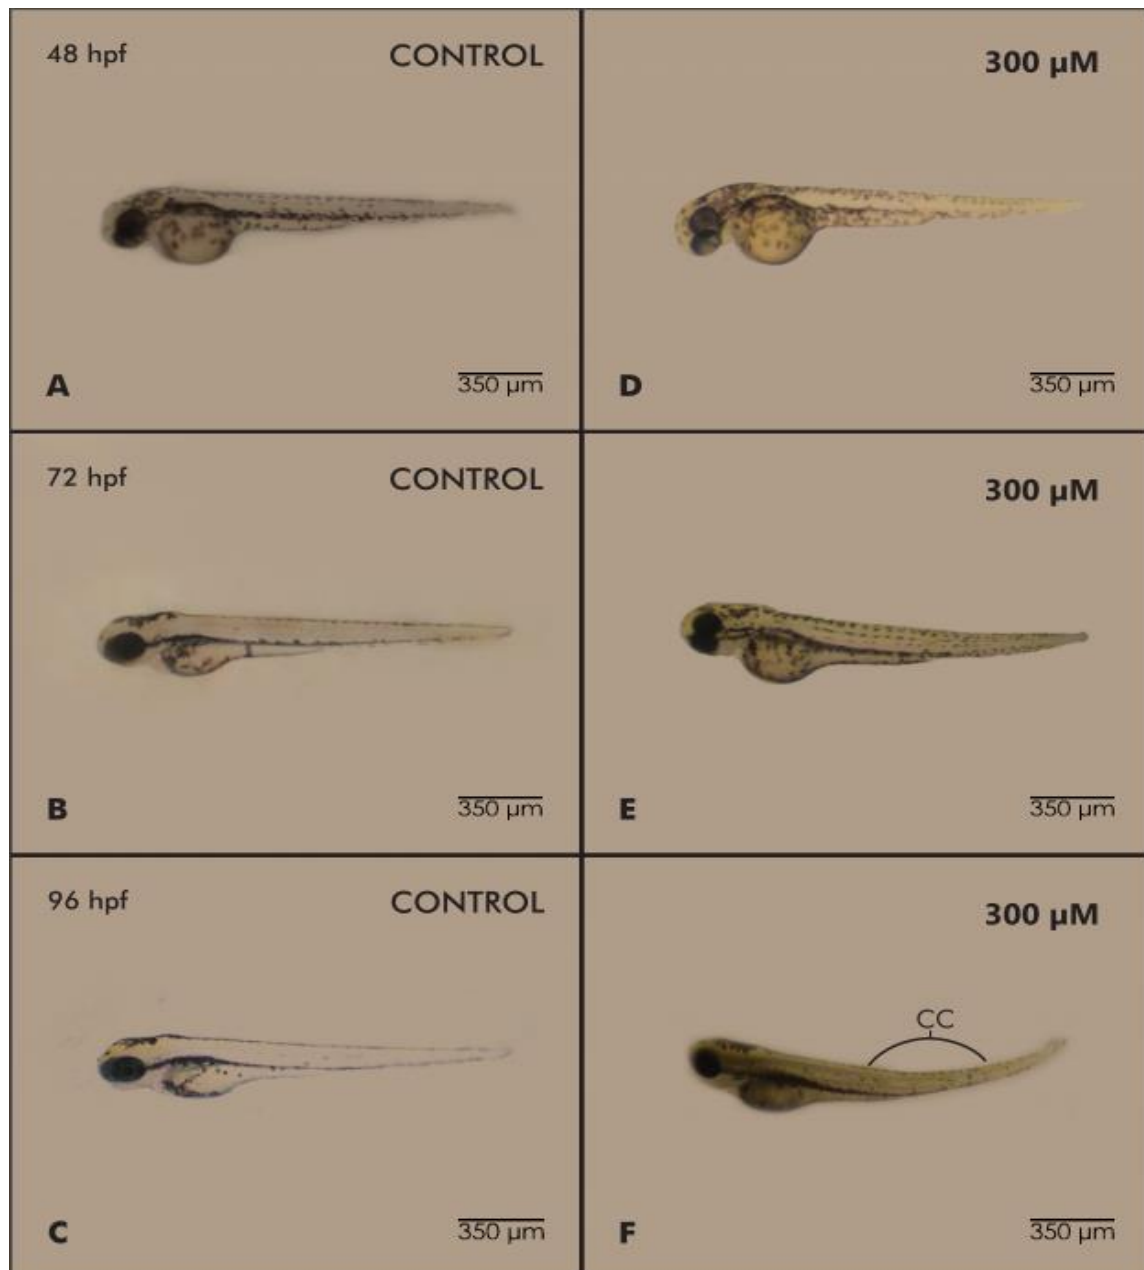 48 hpf CONTROL
300 µM
A
350 µm
D
350 µm
72 hpf CONTROL
300 µM
B
350 µm
E
350 µm
96 hpf CONTROL
300 µM
CC
C
350 µm
F
350 µm